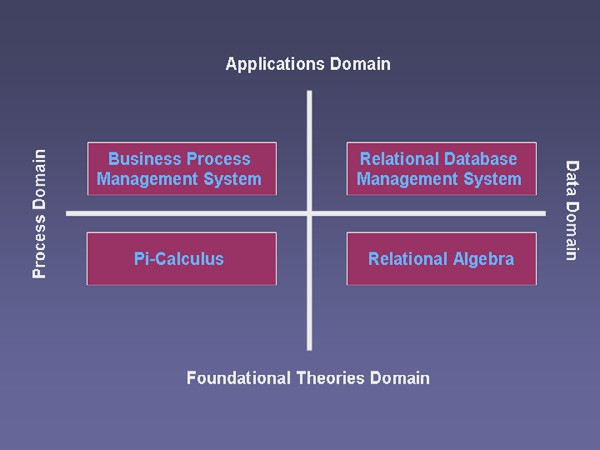 Applications Domain
Process Domain
Business Process
Management System
Relational Database
Management System
Data Domain
Pi-Calculus
Relational Algebra
Foundational Theories Domain